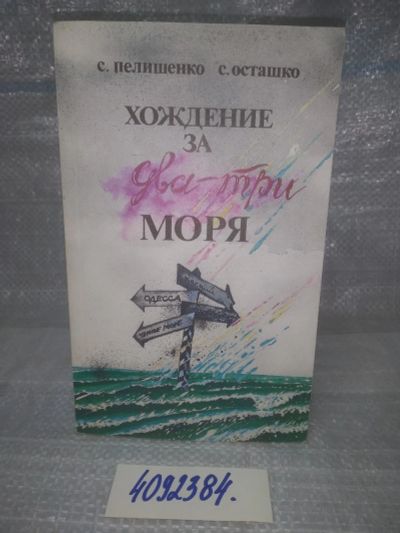 с. пелишенко с. осташко
ХОЖДЕНИЕ
ЗА
два-три
МОРЯ
ОДЕССА
4092384.